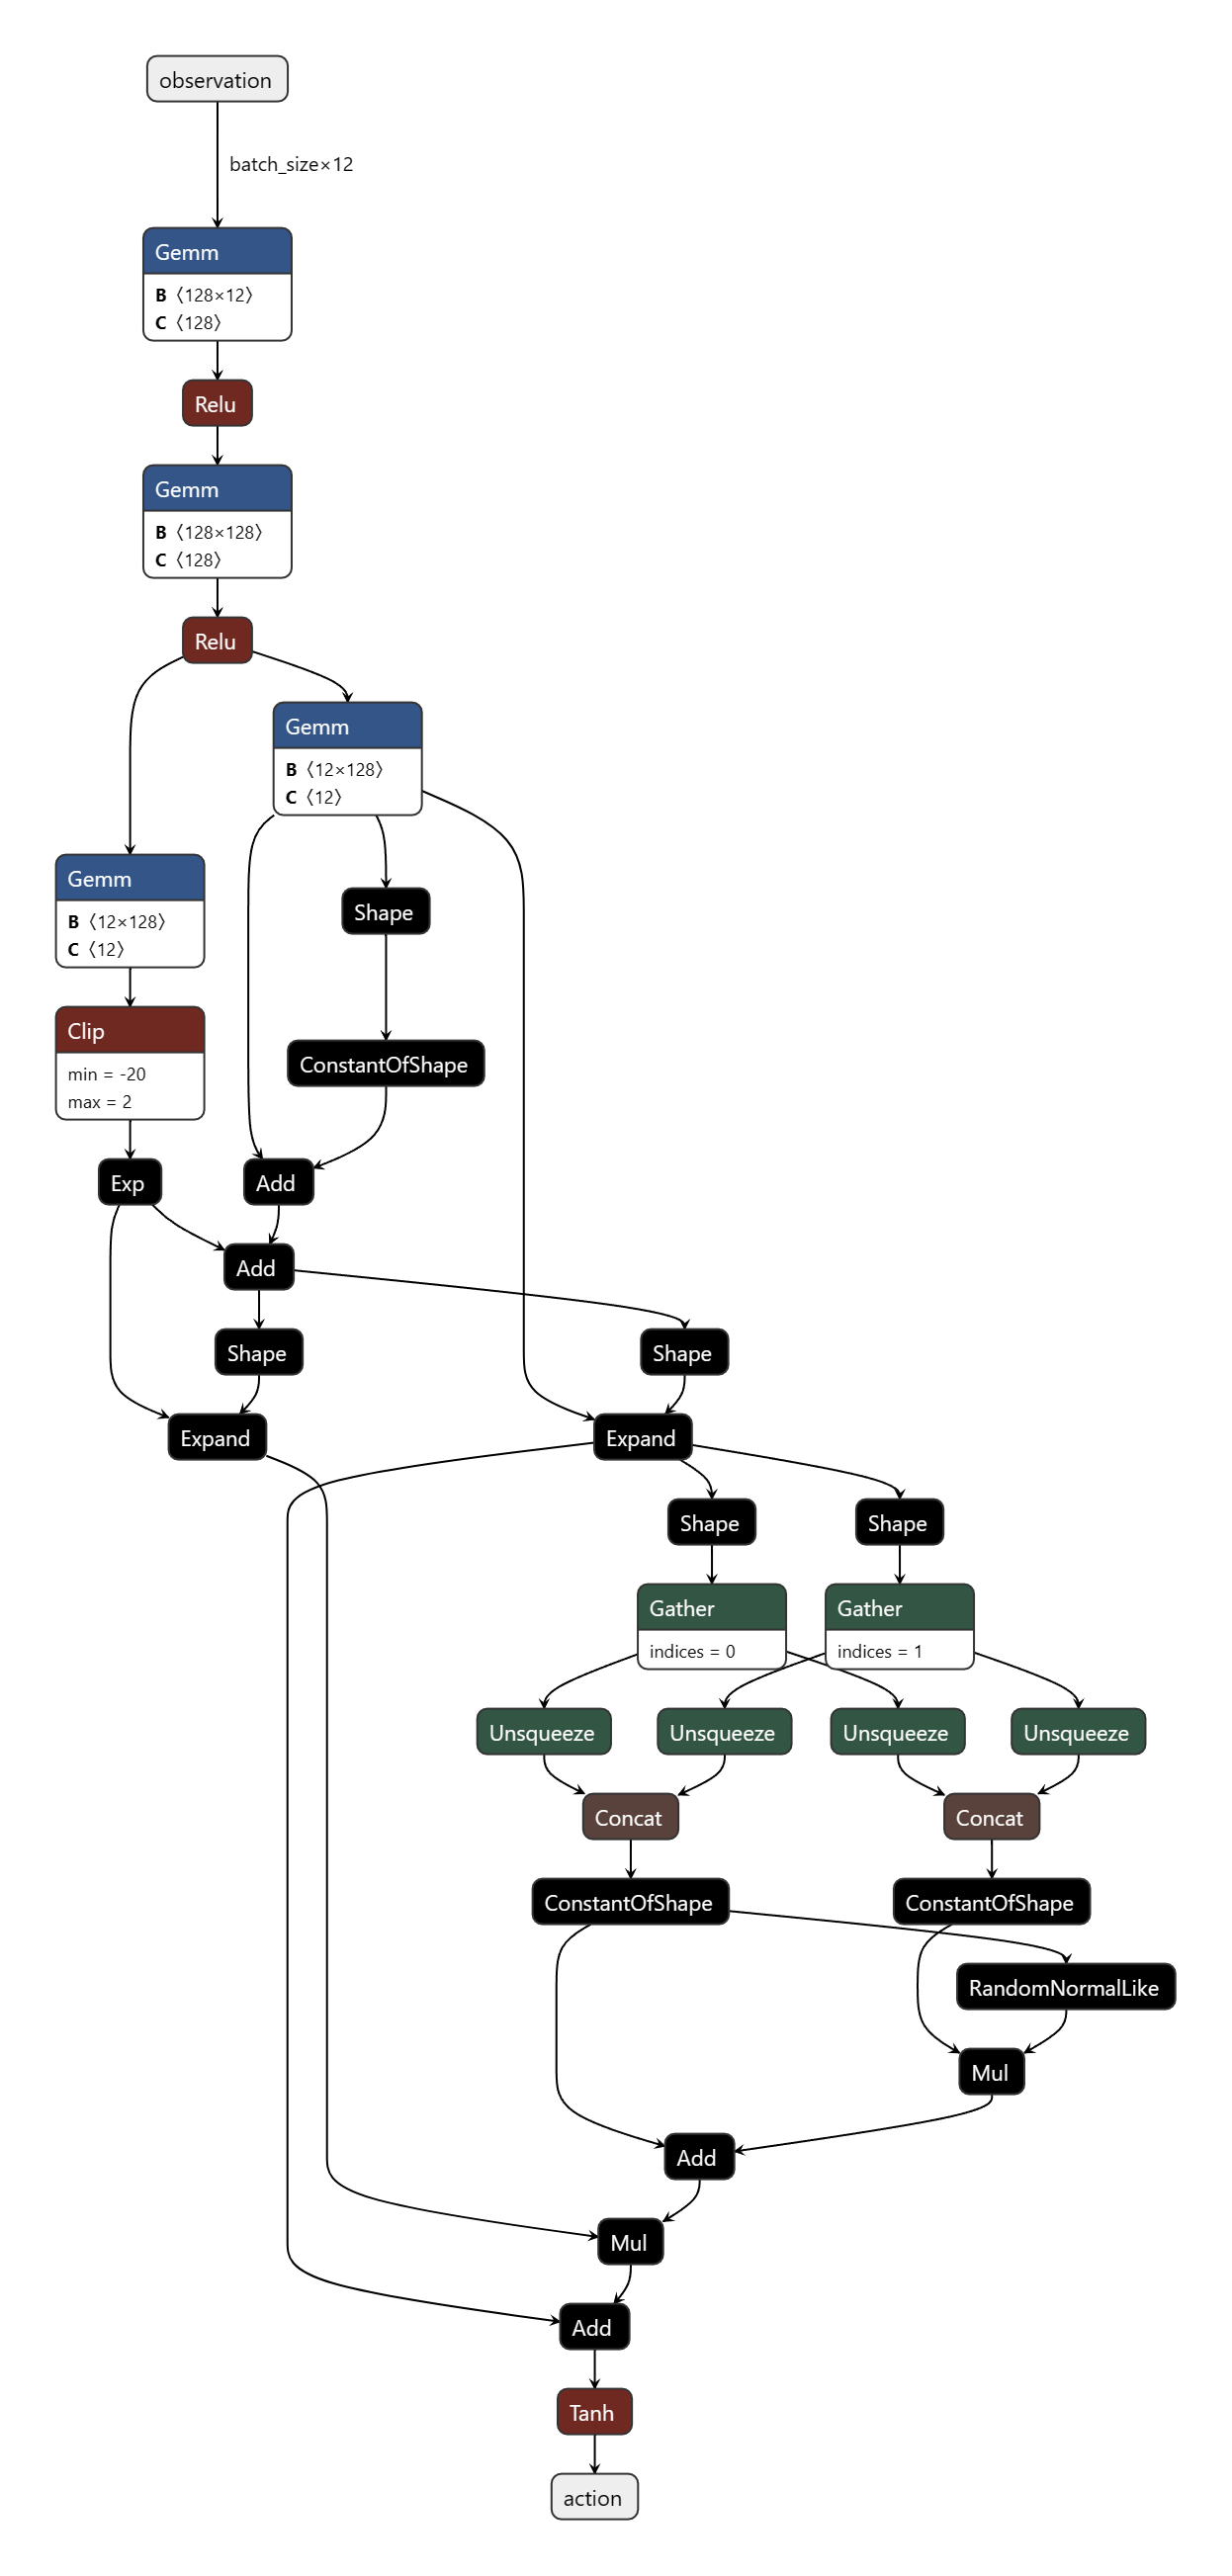 observation
batch_size×12
Gemm
B 〈128×12〉
C 〈128〉
Relu
Gemm
B 〈128×128〉
C 〈128〉
Relu
Gemm
B 〈12×128〉
C 〈12〉
Gemm
B 〈12×128〉
C 〈12〉
Shape
Clip
min = -20
max = 2
ConstantOfShape
Exp
Add
Add
Shape
Shape
Expand
Expand
Shape
Shape
Gather
indices = 0
Gather
indices = 1
Unsqueeze
Unsqueeze
Unsqueeze
Unsqueeze
Concat
Concat
ConstantOfShape
ConstantOfShape
RandomNormalLike
Mul
Add
Mul
Add
Tanh
action